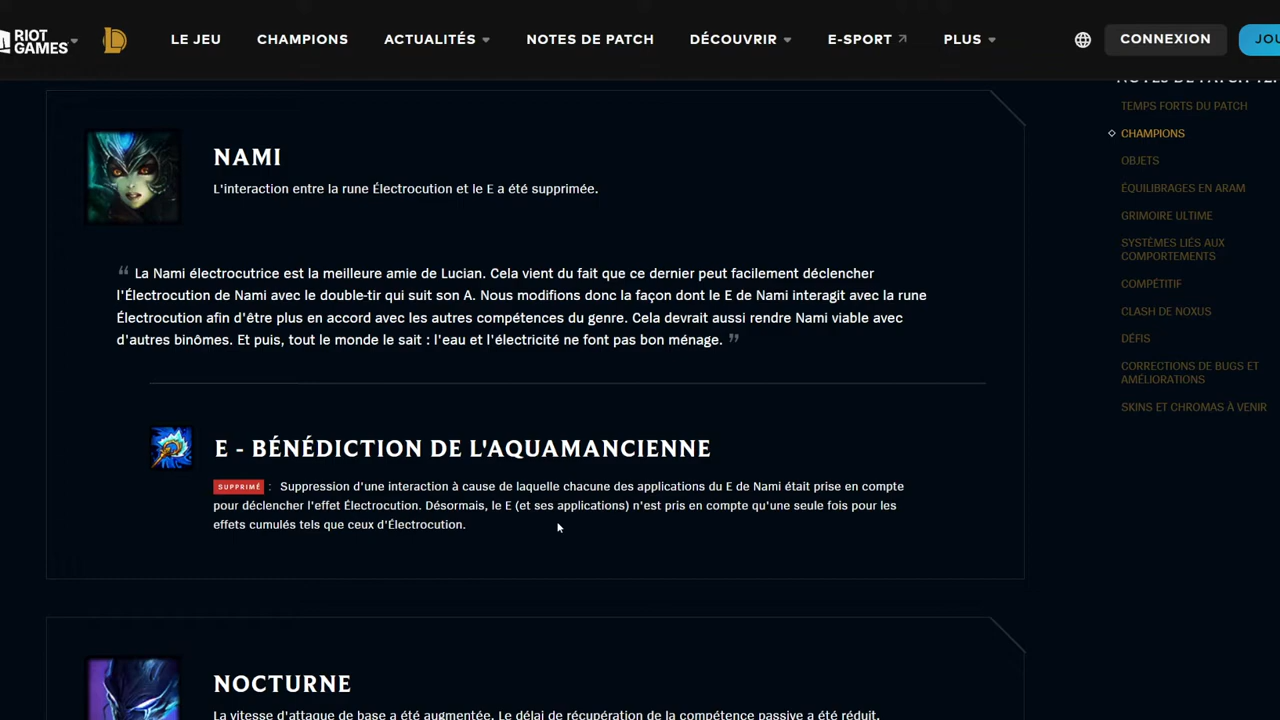 RIOT
GAMES
LE JEU
CHAMPIONS
ACTUALITÉS
NOTES DE PATCH
DÉCOUVRIR
E-SPORT
PLUS
CONNEXION
NAMI
L'interaction entre la rune Électrocution et le E a été supprimée.
“ La Nami électrocutrice est la meilleure amie de Lucian. Cela vient du fait que ce dernier peut facilement déclencher
l'Électrocution de Nami avec le double-tir qui suit son A. Nous modifions donc la façon dont le E de Nami interagit avec la rune
Électrocution afin d'être plus en accord avec les autres compétences du genre. Cela devrait aussi rendre Nami viable avec
d'autres binômes. Et puis, tout le monde le sait : l'eau et l'électricité ne font pas bon ménage. ”
E - BÉNÉDICTION DE L'AQUAMANCIENNE
SUPPRIMÉ : Suppression d'une interaction à cause de laquelle chacune des applications du E de Nami était prise en compte
pour déclencher l'effet Électrocution. Désormais, le E (et ses applications) n'est pris en compte qu'une seule fois pour les
effets cumulés tels que ceux d'Électrocution.
NOCTURNE
La vitesse d'attaque de base a été augmentée. Le délai de récupération de la compétence passive a été réduit.
NOTES DE PATCH
TEMPS FORTS DU PATCH
CHAMPIONS
OBJETS
ÉQUILIBRAGES EN ARAM
GRIMOIRE ULTIME
SYSTÈMES LIÉS AUX
COMPORTEMENTS
COMPÉTITIF
CLASH DE NOXUS
DÉFIS
CORRECTIONS DE BUGS ET
AMÉLIORATIONS
SKINS ET CHROMAS À VENIR